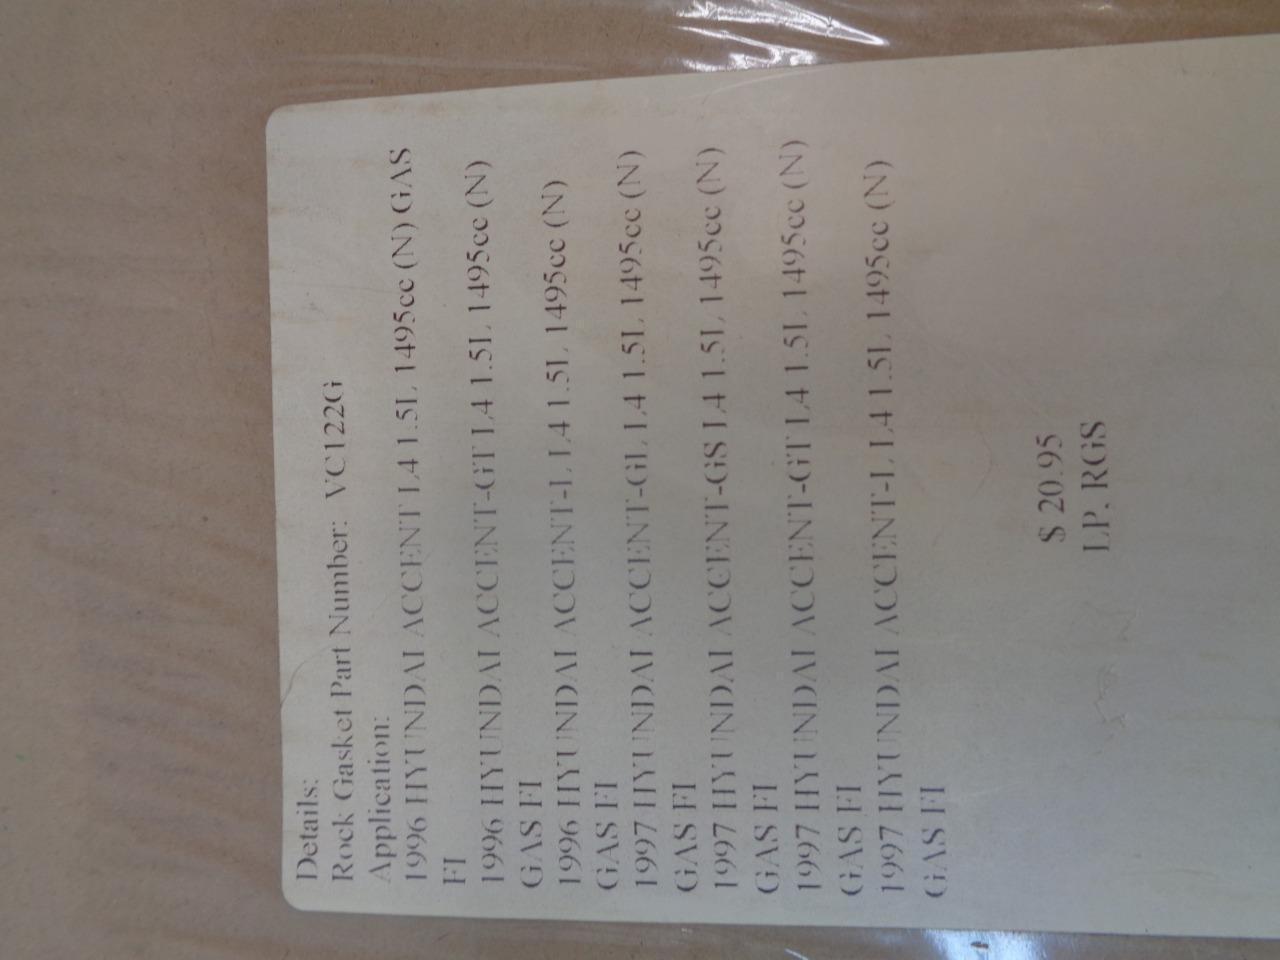 Details:
Rock Gasket Part Number: VC122G
Application:
1996 HYUNDAI ACCENT L4 1.5L, 1495cc (N) GAS
FI
1996 HYUNDAI ACCENT-GT L4 1.5L, 1495cc (N)
GAS FI
1996 HYUNDAI ACCENT-L L4 1.5L, 1495cc (N)
GAS FI
1997 HYUNDAI ACCENT-GL L4 1.5L, 1495cc (N)
GAS FI
1997 HYUNDAI ACCENT-GS L4 1.5L, 1495cc (N)
GAS FI
1997 HYUNDAI ACCENT-GT L4 1.5L, 1495cc (N)
GAS FI
1997 HYUNDAI ACCENT-L L4 1.5L, 1495cc (N)
GAS FI
$ 20.95
LP. RGS